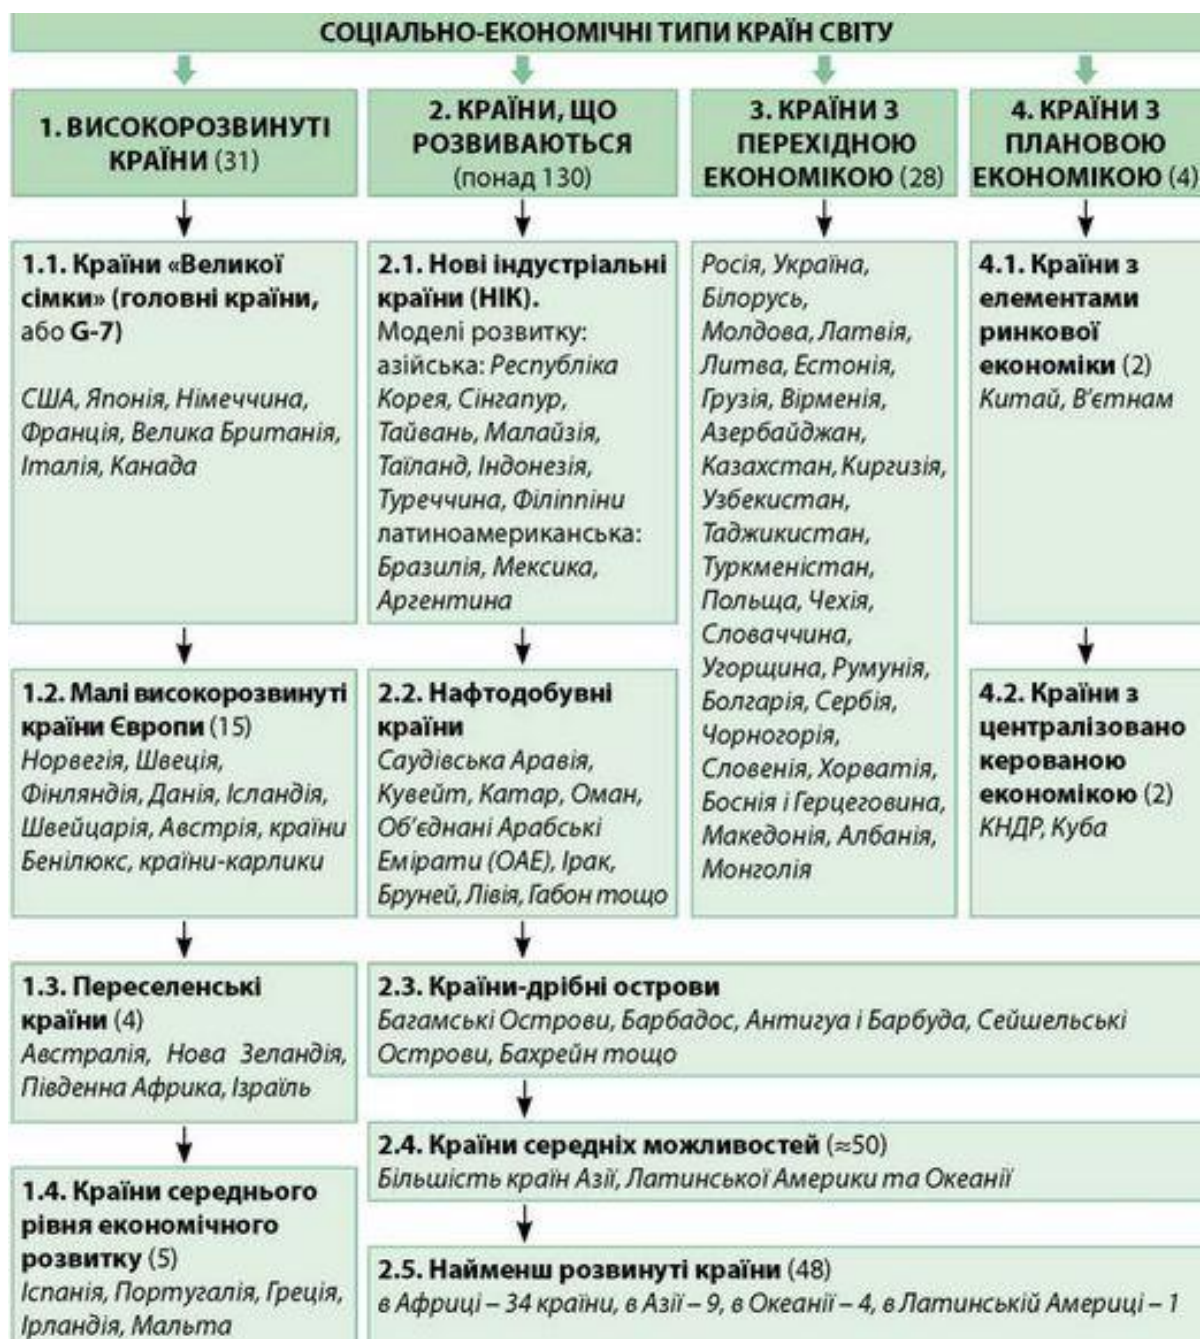 СОЦІАЛЬНО-ЕКОНОМІЧНІ ТИПИ КРАЇН СВІТУ
1. ВИСОКОРОЗВИНУТІ
КРАЇНИ (31)
1.1. Країни «Великої
сімки» (головні країни,
або G-7)
США, Японія, Німеччина,
Франція, Велика Британія,
Італія, Канада
1.2. Малі високорозвинуті
країни Європи (15)
Норвегія, Швеція,
Фінляндія, Данія, Ісландія,
Швейцарія, Австрія, країни
Бенілюкс, країни-карлики
1.3. Переселенські
країни (4)
Австралія, Нова Зеландія,
Південна Африка, Ізраїль
1.4. Країни середнього
рівня економічного
розвитку (5)
Іспанія, Португалія, Греція,
Ірландія, Мальта
2. КРАЇНИ, ЩО
РОЗВИВАЮТЬСЯ
(понад 130)
2.1. Нові індустріальні
країни (НІК).
Моделі розвитку:
азійська: Республіка
Корея, Сінгапур,
Тайвань, Малайзія,
Таїланд, Індонезія,
Туреччина, Філіппіни
латиноамериканська:
Бразилія, Мексика,
Аргентина
2.2. Нафтодобувні
країни
Саудівська Аравія,
Кувейт, Катар, Оман,
Об’єднані Арабські
Емірати (ОАЕ), Ірак,
Бруней, Лівія, Габон тощо
2.3. Країни-дрібні острови
Багамські Острови, Барбадос, Антигуа і Барбуда, Сейшельські
Острови, Бахрейн тощо
2.4. Країни середніх можливостей (≈50)
Більшість країн Азії, Латинської Америки та Океанії
2.5. Найменш розвинуті країни (48)
в Африці – 34 країни, в Азії – 9, в Океанії – 4, в Латинській Америці – 1
3. КРАЇНИ З
ПЕРЕХІДНОЮ
ЕКОНОМІКОЮ (28)
Росія, Україна,
Білорусь,
Молдова, Латвія,
Литва, Естонія,
Грузія, Вірменія,
Азербайджан,
Казахстан, Киргизія,
Узбекистан,
Таджикистан,
Туркменістан,
Польща, Чехія,
Словаччина,
Угорщина, Румунія,
Болгарія, Сербія,
Чорногорія,
Словенія, Хорватія,
Боснія і Герцеговина,
Македонія, Албанія,
Монголія
4. КРАЇНИ З
ПЛАНОВОЮ
ЕКОНОМІКОЮ (4)
4.1. Країни з
елементами
ринкової
економіки (2)
Китай, В’єтнам
4.2. Країни з
централізовано
керованою
економікою (2)
КНДР, Куба